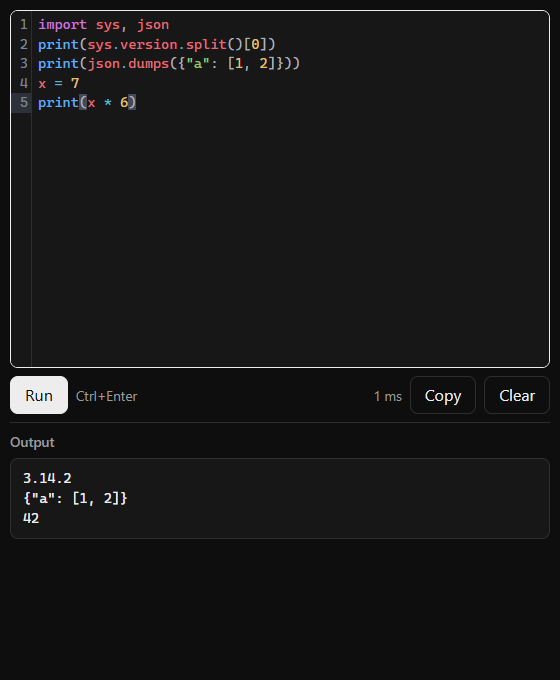 1 import sys, json
2 print(sys.version.split()[0])
3 print(json.dumps({"a": [1, 2]}))
4 x = 7
5 print(x * 6)
Run Ctrl+Enter 1 ms Copy Clear
Output
3.14.2
{"a": [1, 2]}
42